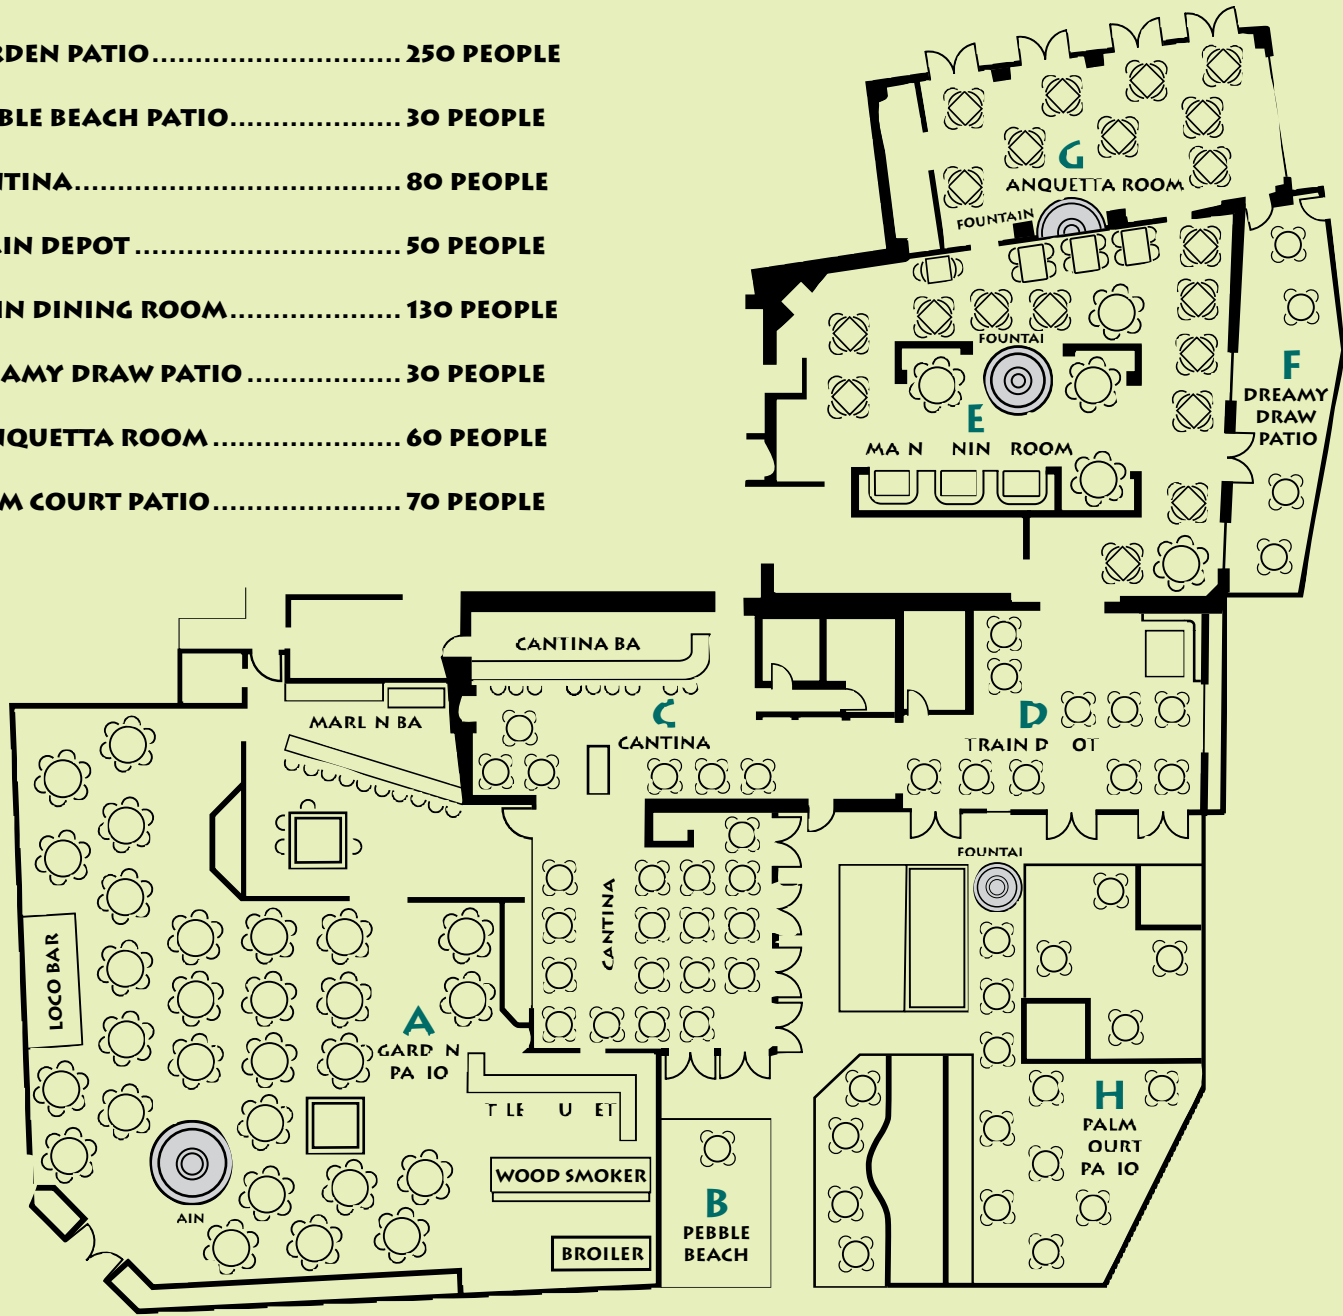 RDEN PATIO........................... 250 PEOPLE
BLE BEACH PATIO................... 30 PEOPLE
NTINA................................... 80 PEOPLE
IN DEPOT............................. 50 PEOPLE
IN DINING ROOM................... 130 PEOPLE
AMY DRAW PATIO................. 30 PEOPLE
NQUETTA ROOM.................... 60 PEOPLE
M COURT PATIO..................... 70 PEOPLE
G
ANQUETTA ROOM
FOUNTAIN
FOUNTAI
F
DREAMY
DRAW
PATIO
E
MA N NIN ROOM
CANTINA BA
MARL N BA
C
CANTINA
D
TRAIN D OT
FOUNTAI
CANTINA
LOCO BAR
A
GARD N
PA IO
T LE U ET
WOOD SMOKER
BROILER
AIN
B
PEBBLE
BEACH
H
PALM
OURT
PA IO